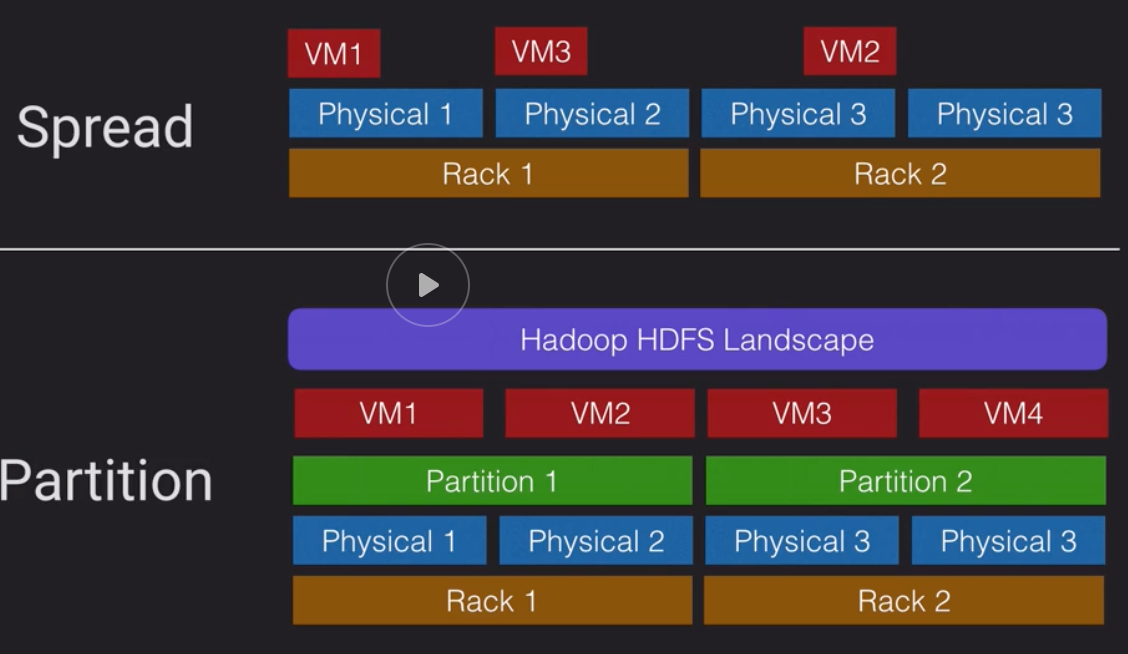 VM1 VM3 VM2
Spread
Physical 1 Physical 2 Physical 3 Physical 3
Rack 1 Rack 2
Hadoop HDFS Landscape
VM1 VM2 VM3 VM4
Partition
Partition 1 Partition 2
Physical 1 Physical 2 Physical 3 Physical 3
Rack 1 Rack 2